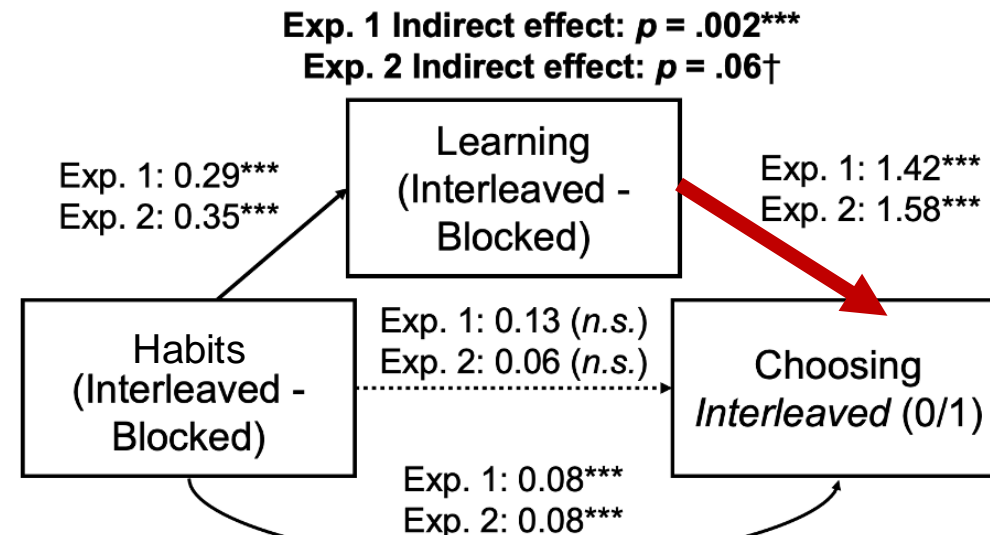 Exp. 1 Indirect effect: p = .002***
Exp. 2 Indirect effect: p = .06†
Learning
(Interleaved -
Blocked)
Exp. 1: 0.29***
Exp. 2: 0.35***
Exp. 1: 1.42***
Exp. 2: 1.58***
Habits
(Interleaved -
Blocked)
Exp. 1: 0.13 (n.s.)
Exp. 2: 0.06 (n.s.)
Choosing
Interleaved (0/1)
Exp. 1: 0.08***
Exp. 2: 0.08***